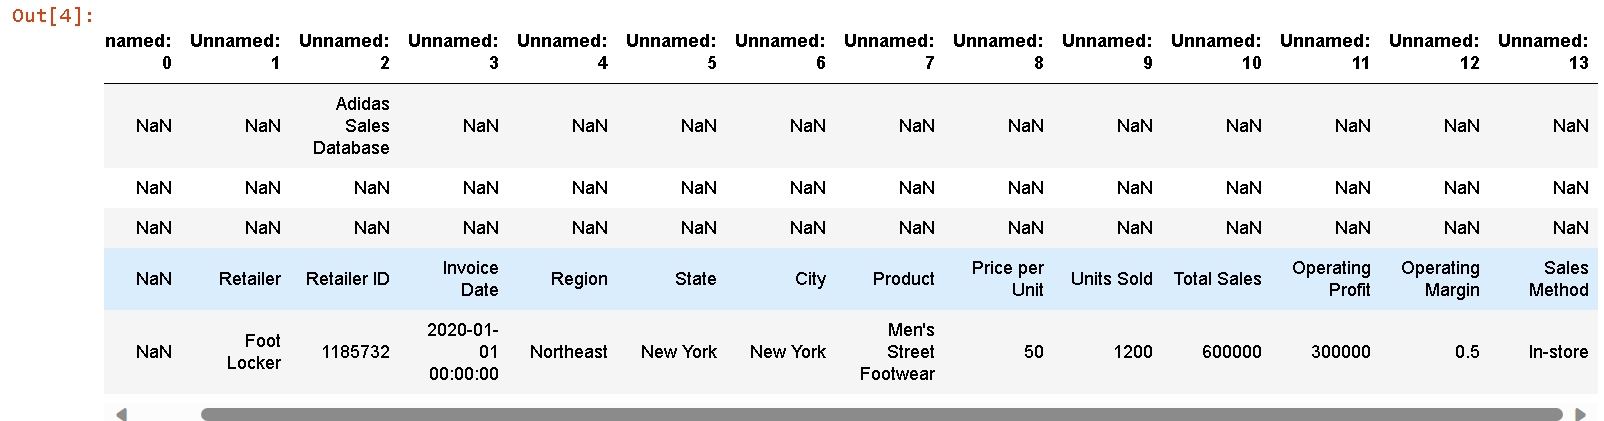 Out[4]:
named: Unnamed: Unnamed: Unnamed: Unnamed: Unnamed: Unnamed: Unnamed: Unnamed: Unnamed: Unnamed: Unnamed: Unnamed: Unnamed:
0 1 2 3 4 5 6 7 8 9 10 11 12 13
Adidas
NaN NaN Sales NaN NaN NaN NaN NaN NaN NaN NaN NaN NaN NaN
Database
NaN NaN NaN NaN NaN NaN NaN NaN NaN NaN NaN NaN NaN NaN
NaN NaN NaN NaN NaN NaN NaN NaN NaN NaN NaN NaN NaN NaN
Invoice Price per Operating Operating Sales
NaN Retailer Retailer ID Region State City Product Units Sold Total Sales
Date Unit Profit Margin Method
2020-01- Men's
Foot
NaN 1185732 01 Northeast New York New York Street 50 1200 600000 300000 0.5 In-store
Locker
00:00:00 Footwear